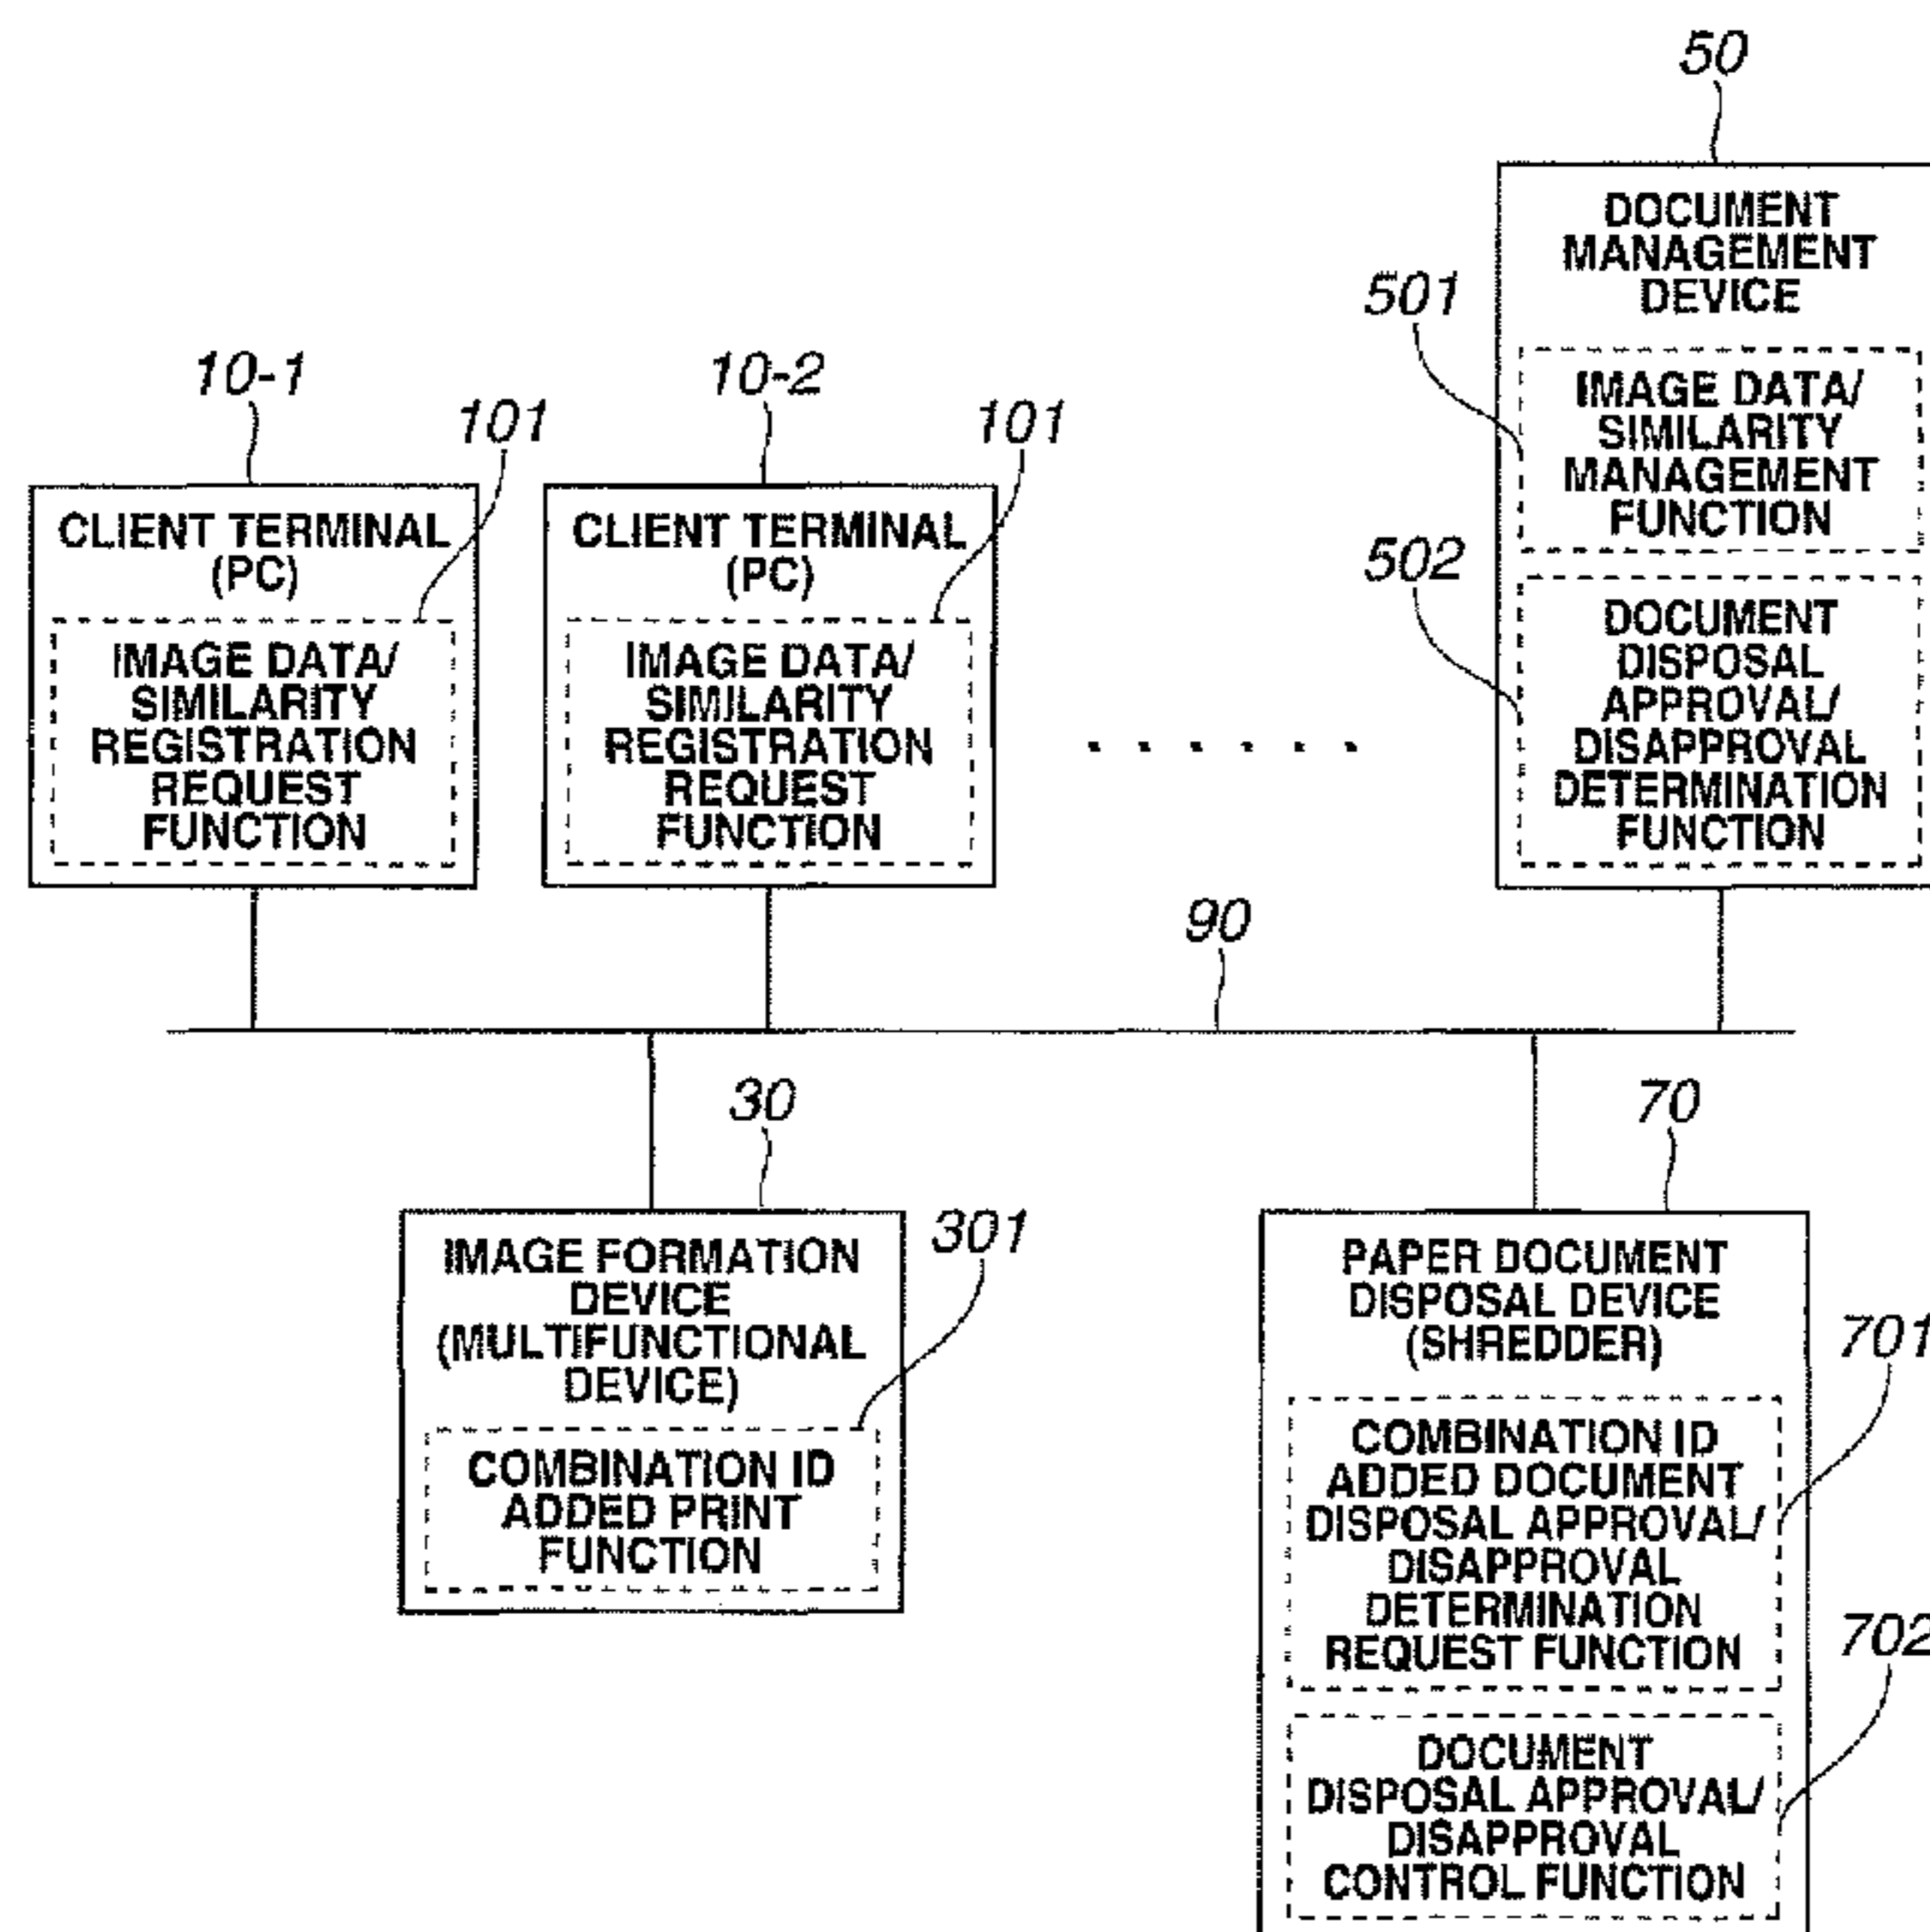 50
DOCUMENT
MANAGEMENT
DEVICE
501
IMAGE DATA/
SIMILARITY
MANAGEMENT
FUNCTION
502
DOCUMENT
DISPOSAL
APPROVAL/
DISAPPROVAL
DETERMINATION
FUNCTION
10-1
101
CLIENT TERMINAL
(PC)
IMAGE DATA/
SIMILARITY
REGISTRATION
REQUEST
FUNCTION
10-2
101
CLIENT TERMINAL
(PC)
IMAGE DATA/
SIMILARITY
REGISTRATION
REQUEST
FUNCTION
......
90
30
301
IMAGE FORMATION
DEVICE
(MULTIFUNCTIONAL
DEVICE)
COMBINATION ID
ADDED PRINT
FUNCTION
70
PAPER DOCUMENT
DISPOSAL DEVICE
(SHREDDER)
701
COMBINATION ID
ADDED DOCUMENT
DISPOSAL APPROVAL/
DISAPPROVAL
DETERMINATION
REQUEST FUNCTION
702
DOCUMENT
DISPOSAL APPROVAL/
DISAPPROVAL
CONTROL FUNCTION